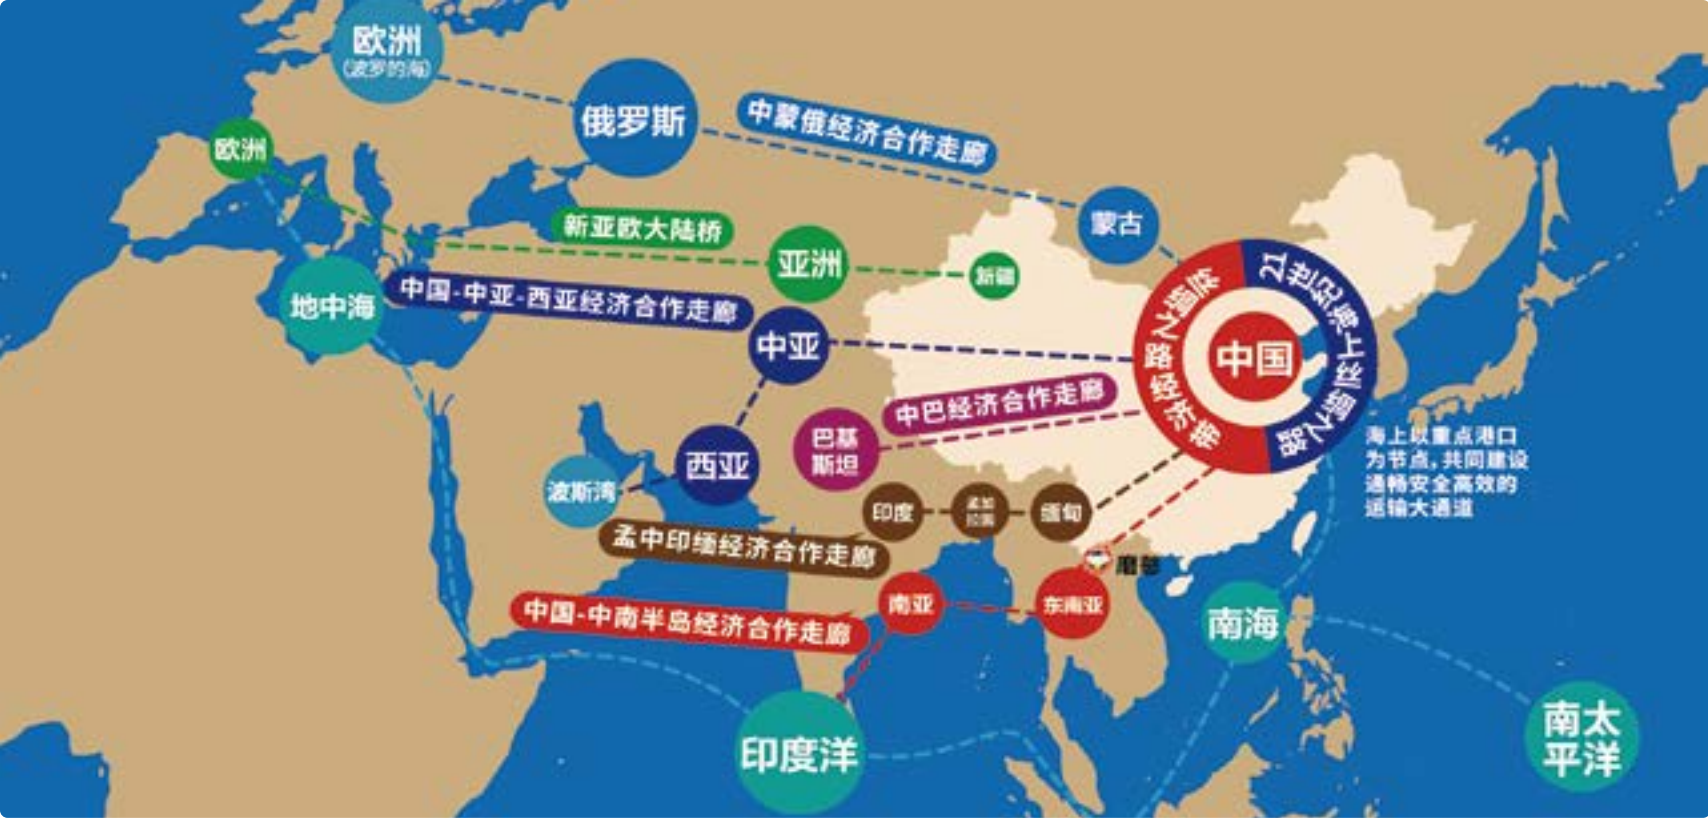 欧洲
(波罗的海)
俄罗斯
中蒙俄经济合作走廊
欧洲
新亚欧大陆桥
亚洲
新疆
蒙古
地中海
中国-中亚-西亚经济合作走廊
中亚
丝绸之路经济带
21世纪海上丝绸之路
中国
中巴经济合作走廊
巴基
斯坦
西亚
波斯湾
海上以重点港口
为节点,共同建设
通畅安全高效的
运输大通道
印度
孟加
拉国
缅甸
孟中印缅经济合作走廊
磨憨
南亚
东南亚
中国-中南半岛经济合作走廊
南海
印度洋
南太
平洋